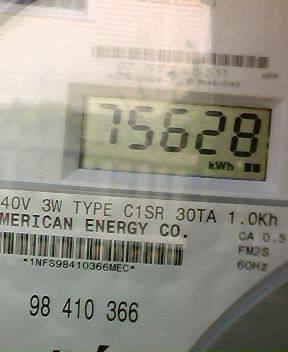 75628
kWh
40V 3W TYPE C1SR 30TA 1.0Kh
MERICAN ENERGY CO.
CA 0.5
FM2S
*1NFS98410366MEC*
60Hz
98 410 366